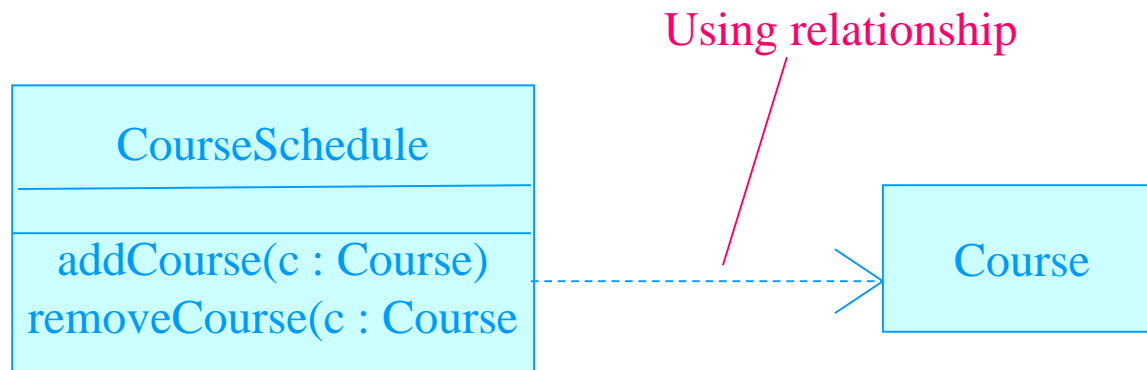 Using relationship
CourseSchedule
addCourse(c : Course)
removeCourse(c : Course
Course